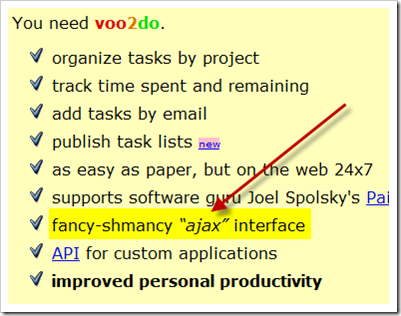 You need voo2do.
organize tasks by project
track time spent and remaining
add tasks by email
publish task lists new
as easy as paper, but on the web 24x7
supports software guru Joel Spolsky's Pai
fancy-shmancy “ajax” interface
API for custom applications
improved personal productivity